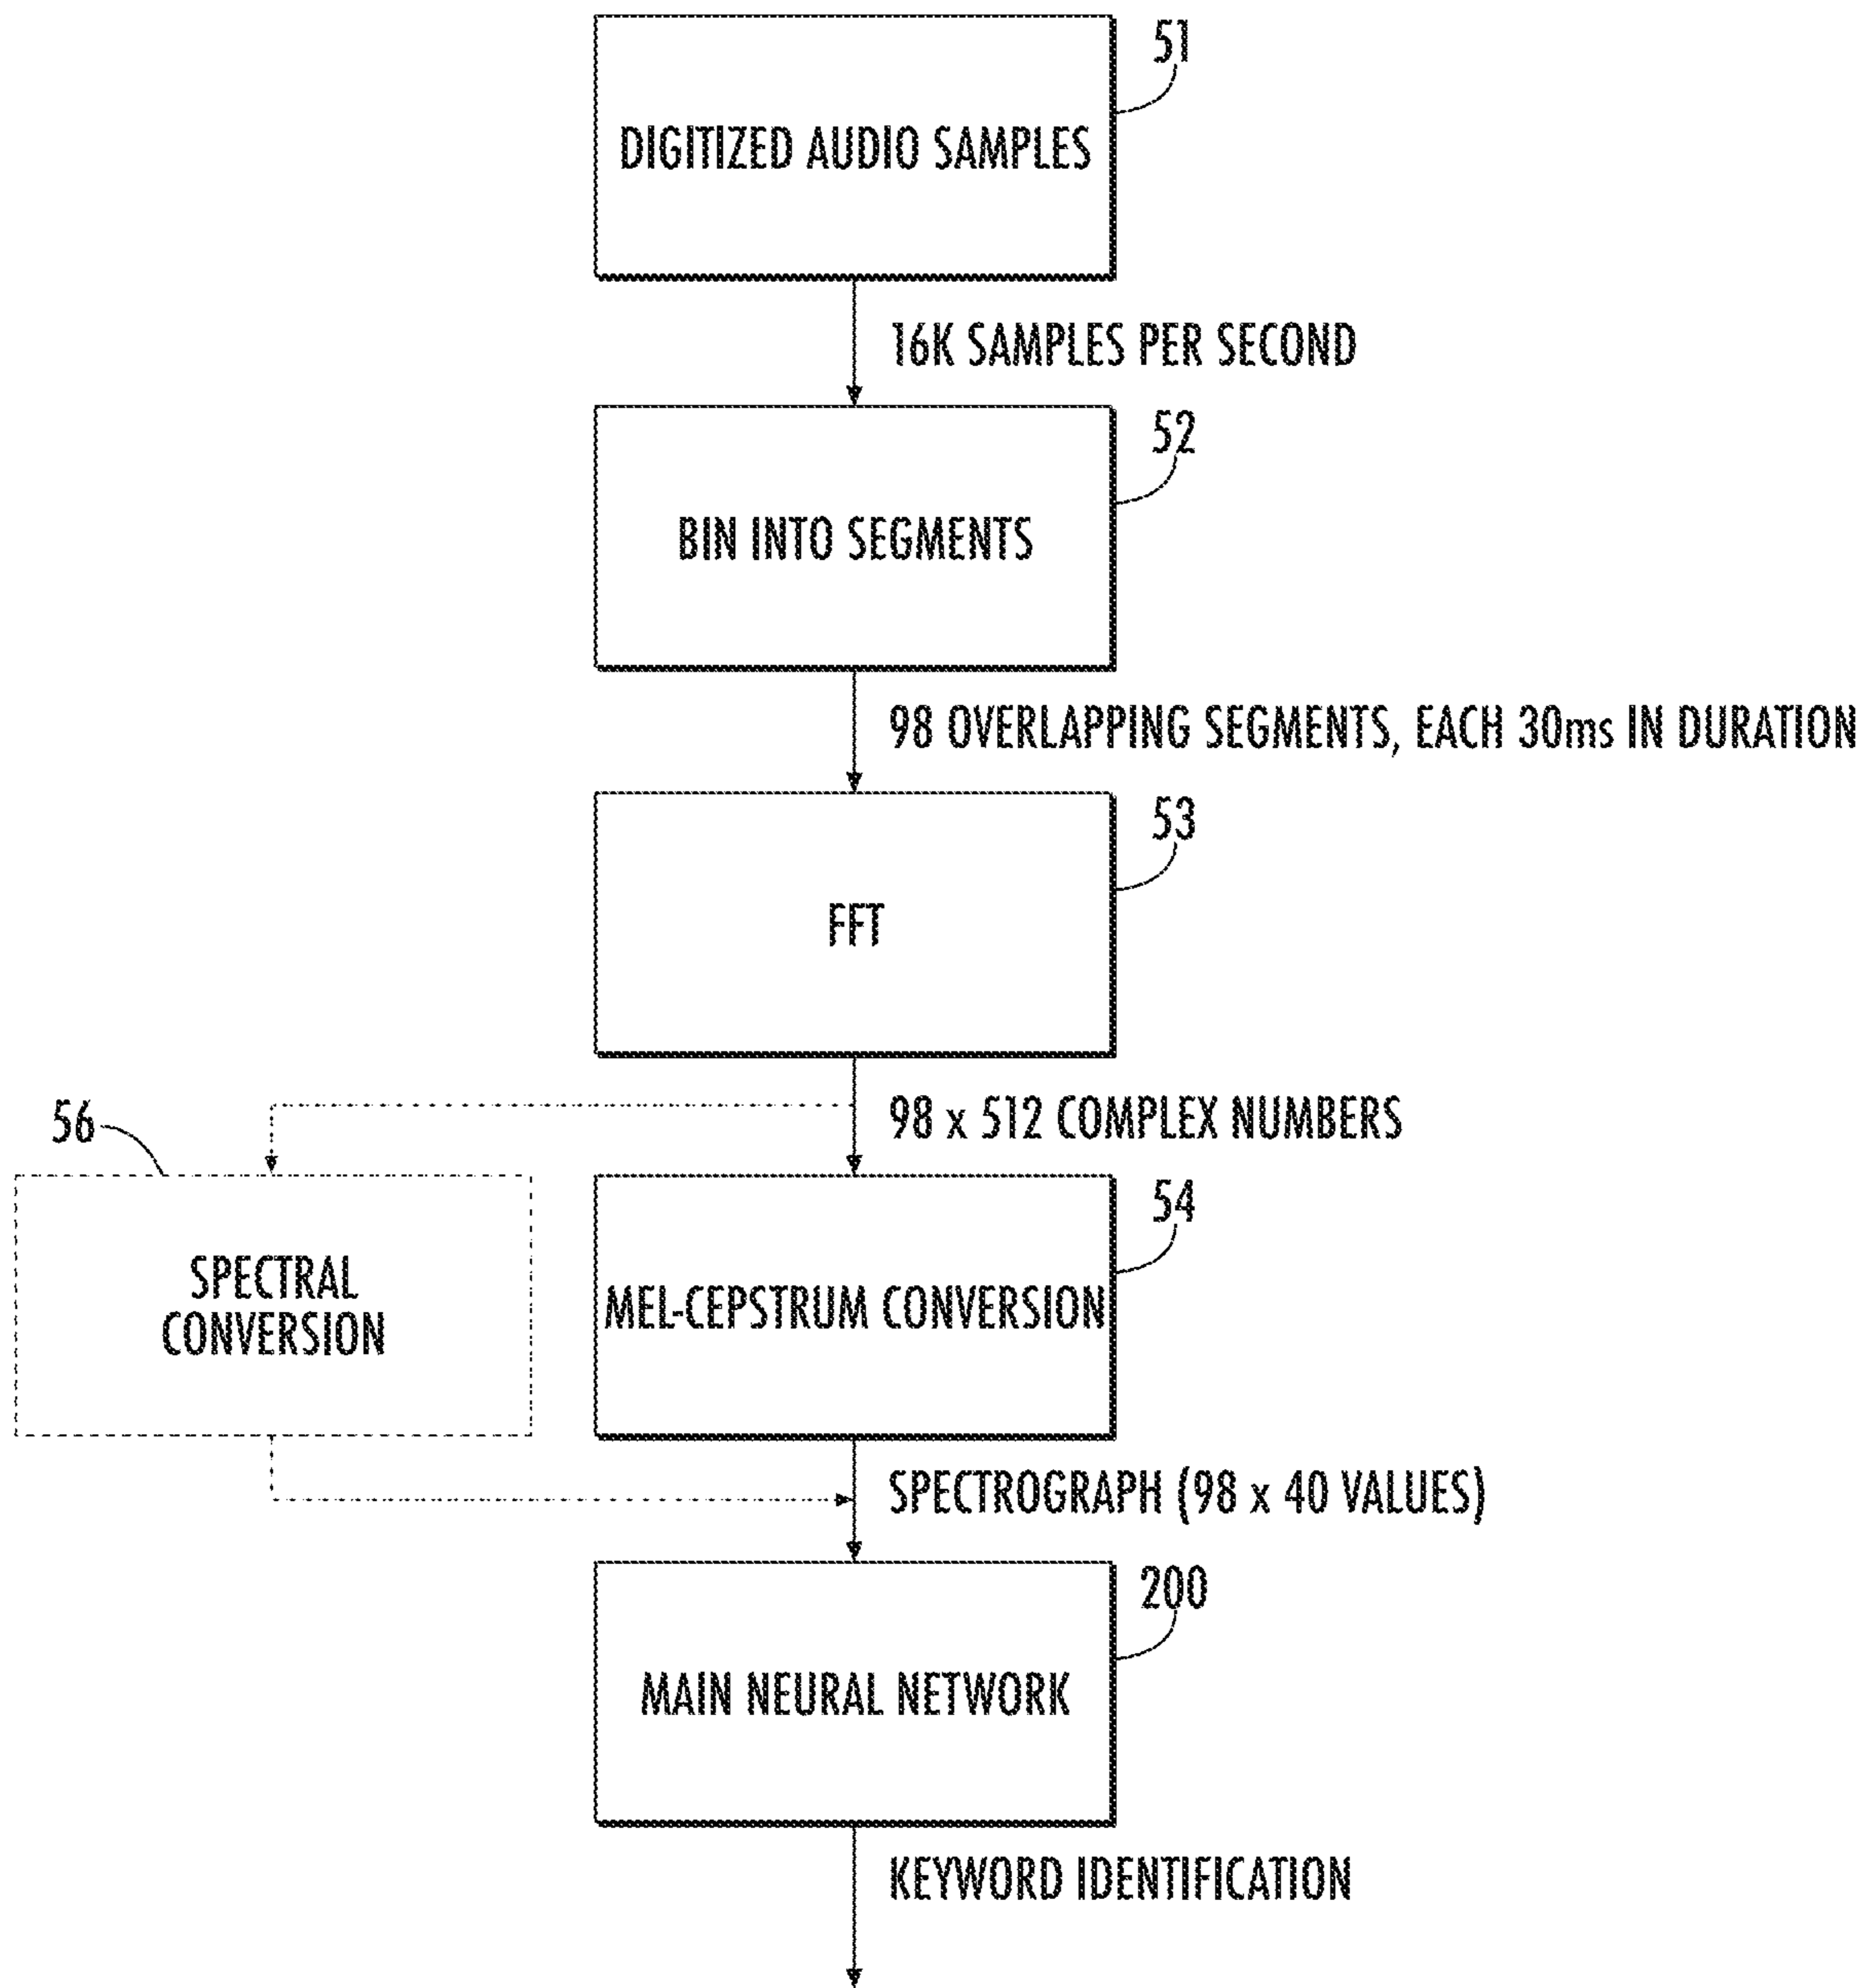 51
DIGITIZED AUDIO SAMPLES
16K SAMPLES PER SECOND
52
BIN INTO SEGMENTS
98 OVERLAPPING SEGMENTS, EACH 30ms IN DURATION
53
FFT
98 x 512 COMPLEX NUMBERS
56
54
SPECTRAL
CONVERSION
MEL-CEPSTRUM CONVERSION
SPECTROGRAPH (98 x 40 VALUES)
200
MAIN NEURAL NETWORK
KEYWORD IDENTIFICATION